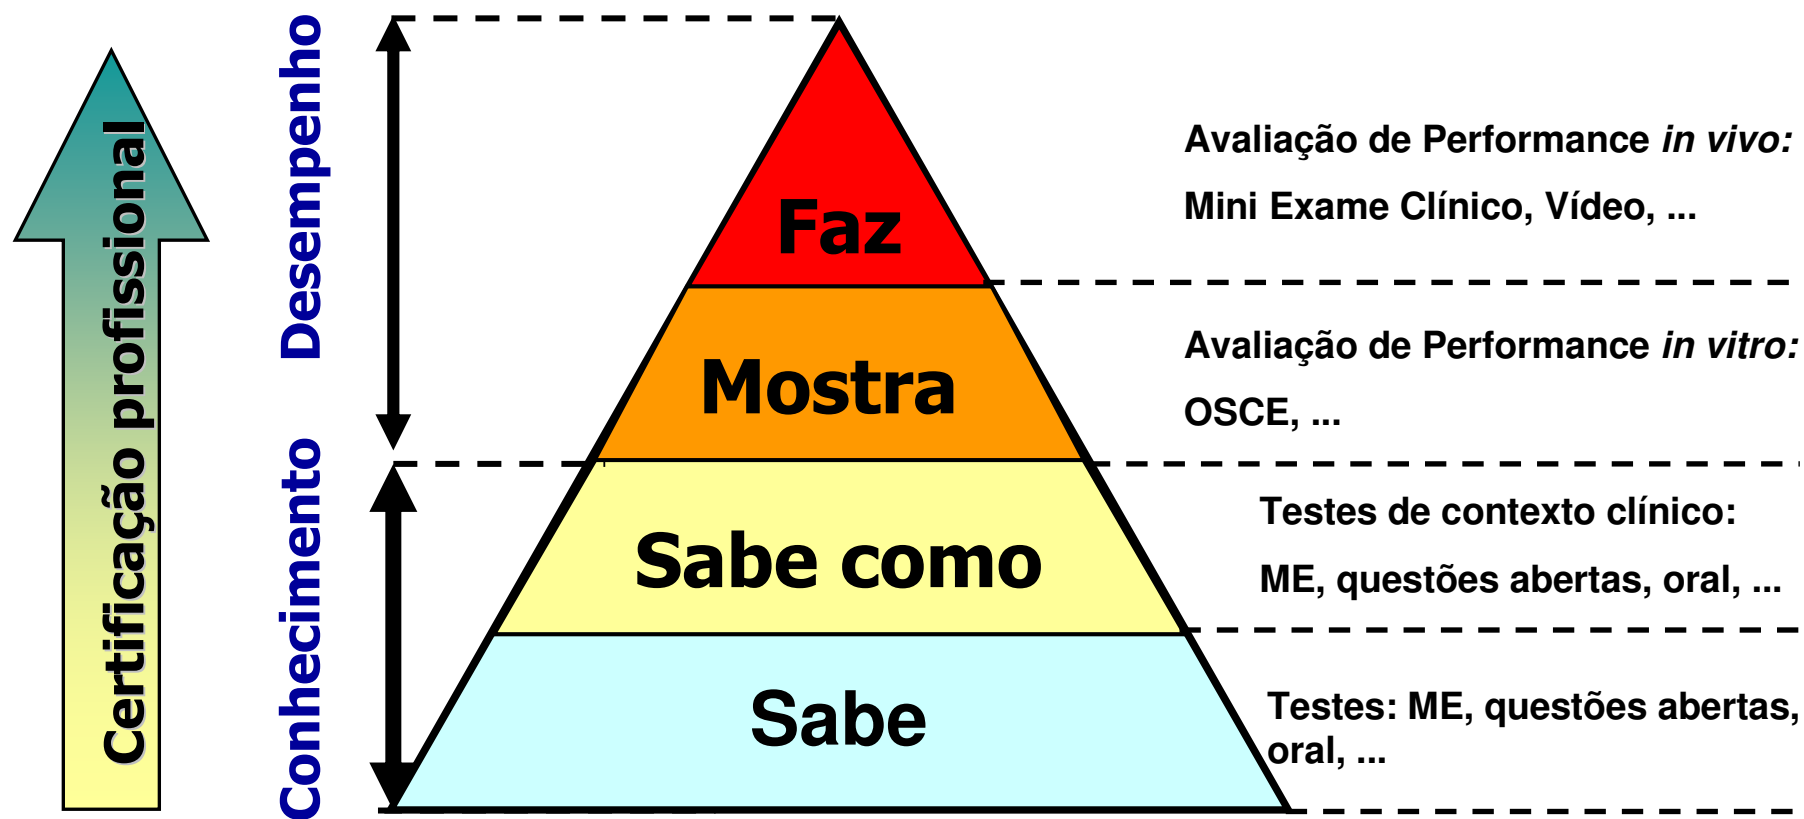 Certificação profissional
Desempenho
Conhecimento
Faz
Mostra
Sabe como
Sabe
Avaliação de Performance in vivo:
Mini Exame Clínico, Vídeo, ...
Avaliação de Performance in vitro:
OSCE, ...
Testes de contexto clínico:
ME, questões abertas, oral, ...
Testes: ME, questões abertas,
oral, ...